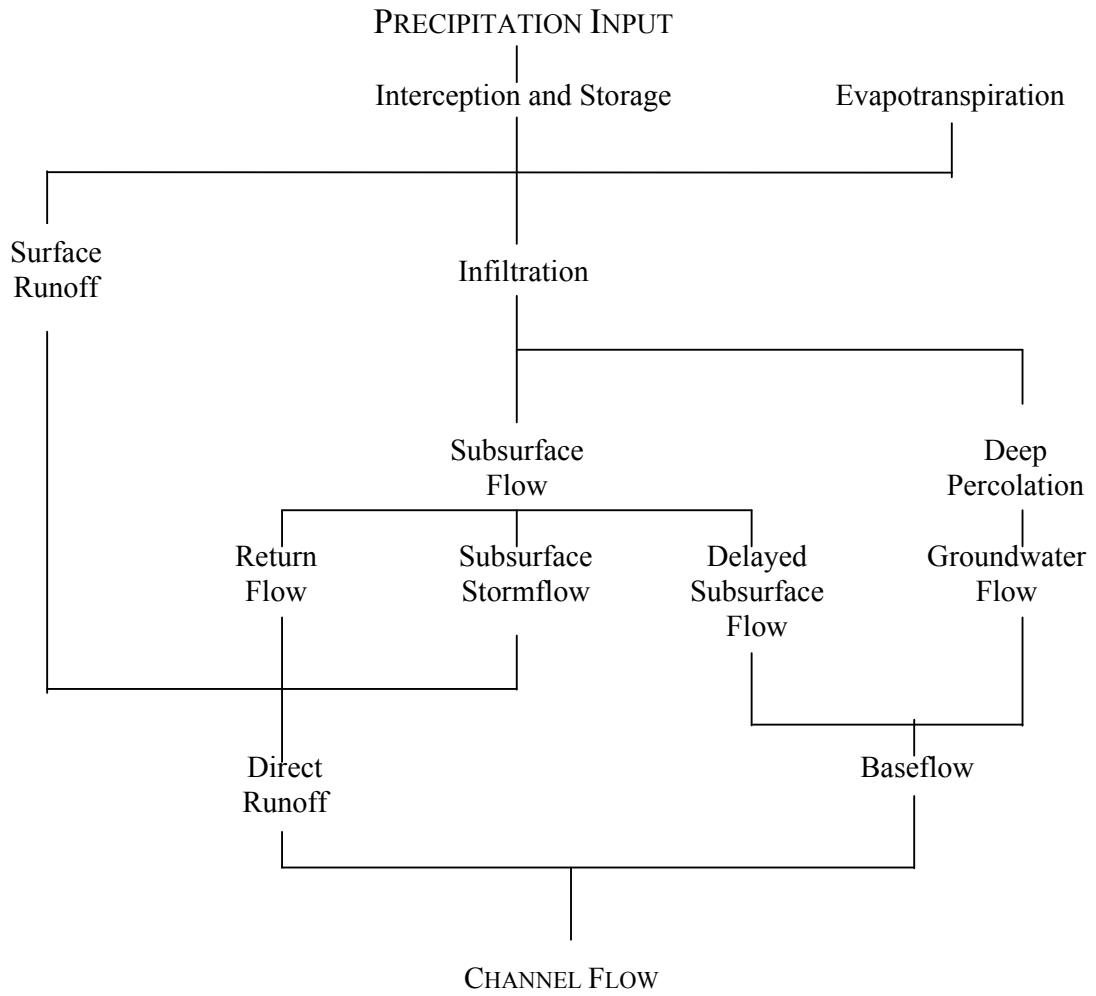 PRECIPITATION INPUT
Interception and Storage
Evapotranspiration
Surface
Runoff
Infiltration
Subsurface
Flow
Deep
Percolation
Return
Flow
Subsurface
Stormflow
Delayed
Subsurface
Flow
Groundwater
Flow
Direct
Runoff
Baseflow
CHANNEL FLOW